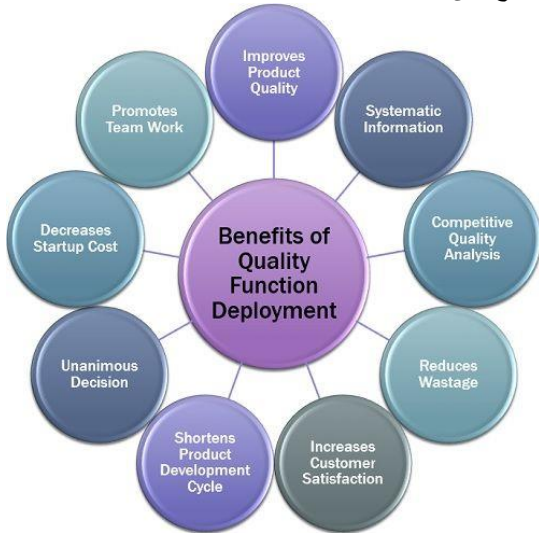 Improves
Product
Quality
Systematic
Information
Competitive
Quality
Analysis
Reduces
Wastage
Increases
Customer
Satisfaction
Shortens
Product
Development
Cycle
Unanimous
Decision
Decreases
Startup Cost
Promotes
Team Work
Benefits of
Quality
Function
Deployment